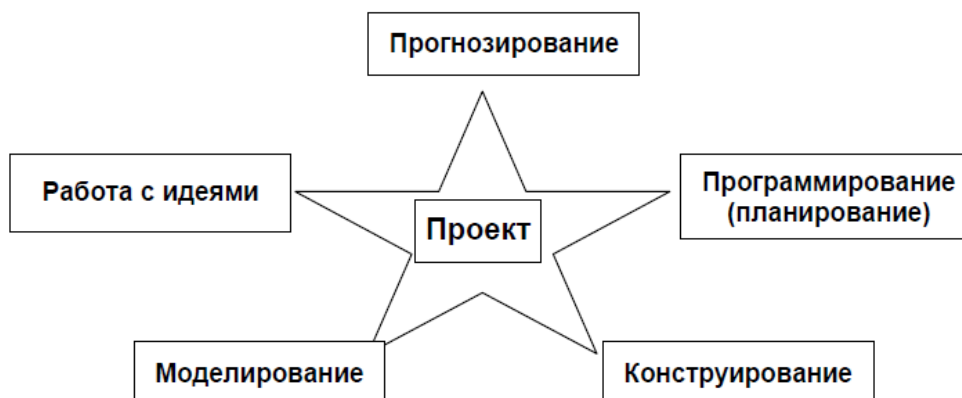 Прогнозирование
Работа с идеями
Программирование
(планирование)
Проект
Моделирование
Конструирование